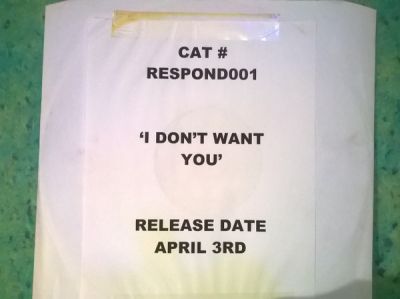 CAT #
RESPOND001
‘I DON’T WANT
YOU’
RELEASE DATE
APRIL 3RD